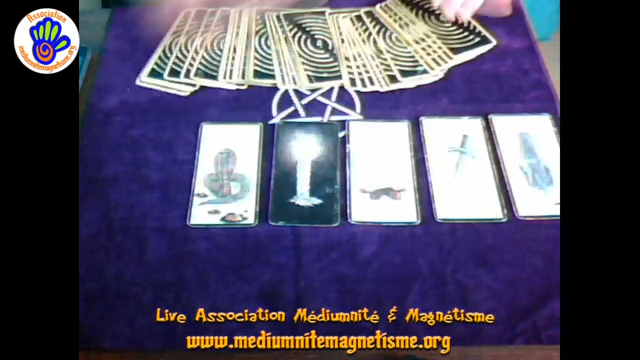 Association
mediumnitemagnetisme.org
Live Association Médiumnité & Magnétisme
www.mediumnitemagnetisme.org